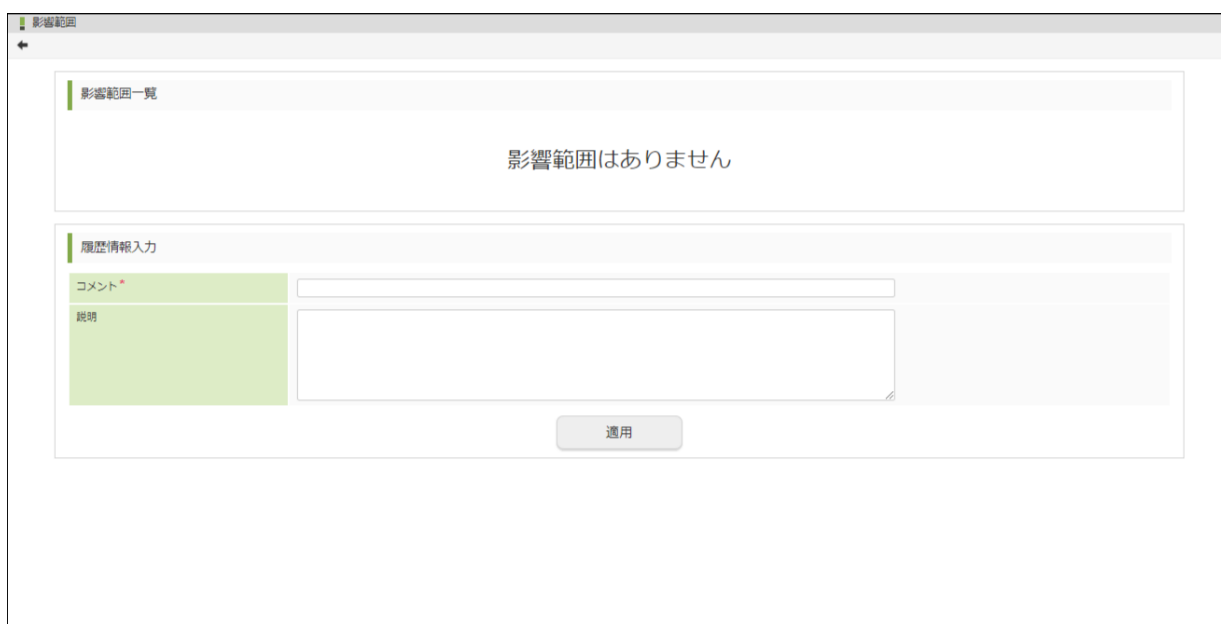 影響範囲
影響範囲一覧
影響範囲はありません
履歴情報入力
コメント*
説明
適用